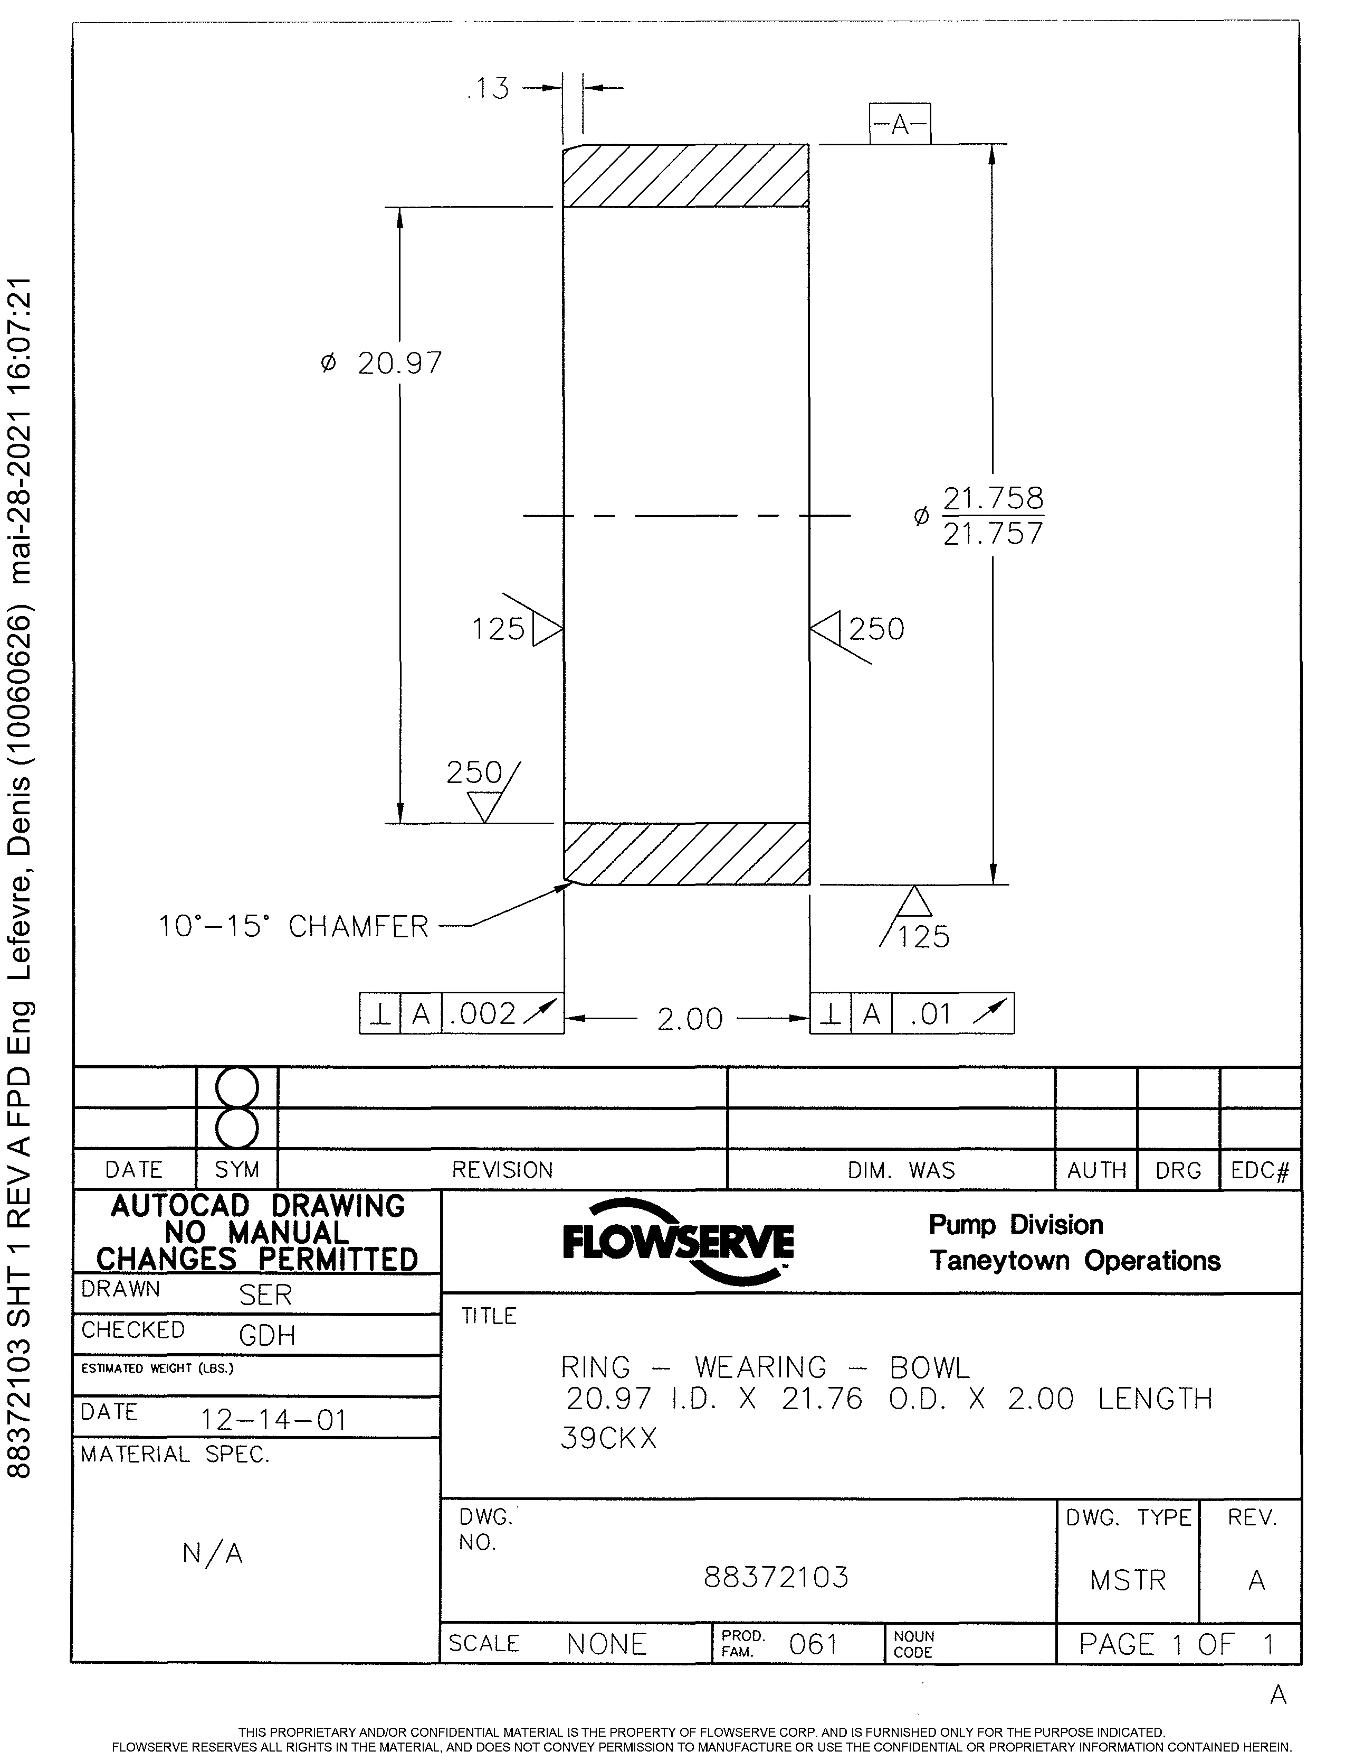 .13
-A-
ø 20.97
ø 21.758
21.757
125
250
250
10°-15° CHAMFER
125
⊥ A .002
2.00
⊥ A .01
DATE SYM REVISION DIM. WAS AUTH DRG EDC#
AUTOCAD DRAWING
NO MANUAL
CHANGES PERMITTED
FLOWSERVE
Pump Division
Taneytown Operations
DRAWN SER
CHECKED GDH
ESTIMATED WEIGHT (LBS.)
DATE 12-14-01
MATERIAL SPEC.
N/A
TITLE
RING - WEARING - BOWL
20.97 I.D. X 21.76 O.D. X 2.00 LENGTH
39CKX
DWG.
NO.
88372103
DWG. TYPE
MSTR
REV.
A
SCALE NONE
PROD.
FAM.
061
NOUN
CODE
PAGE 1 OF 1
A
THIS PROPRIETARY AND/OR CONFIDENTIAL MATERIAL IS THE PROPERTY OF FLOWSERVE CORP. AND IS FURNISHED ONLY FOR THE PURPOSE INDICATED.
FLOWSERVE RESERVES ALL RIGHTS IN THE MATERIAL, AND DOES NOT CONVEY PERMISSION TO MANUFACTURE OR USE THE CONFIDENTIAL OR PROPRIETARY INFORMATION CONTAINED HEREIN.
88372103 SHT 1 REV A FPD Eng Lefevre, Denis (10060626) mai-28-2021 16:07:21